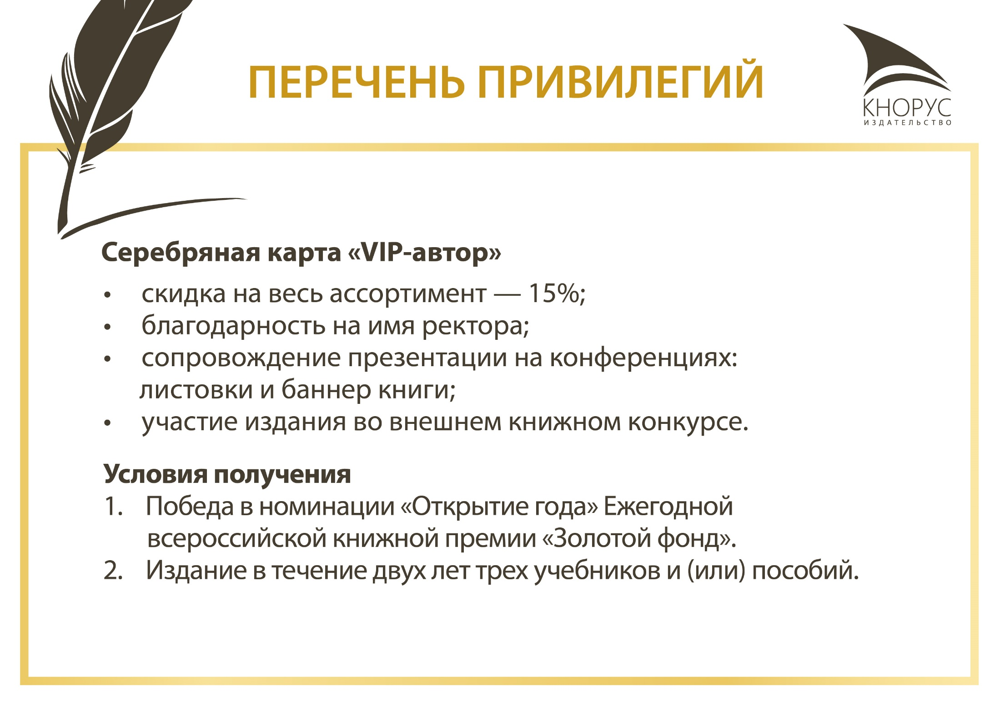 ПЕРЕЧЕНЬ ПРИВИЛЕГИЙ
КНОРУС
ИЗДАТЕЛЬСТВО
Серебряная карта «VIP-автор»
• скидка на весь ассортимент — 15%;
• благодарность на имя ректора;
• сопровождение презентации на конференциях:
листовки и баннер книги;
• участие издания во внешнем книжном конкурсе.
Условия получения
1. Победа в номинации «Открытие года» Ежегодной
всероссийской книжной премии «Золотой фонд».
2. Издание в течение двух лет трех учебников и (или) пособий.